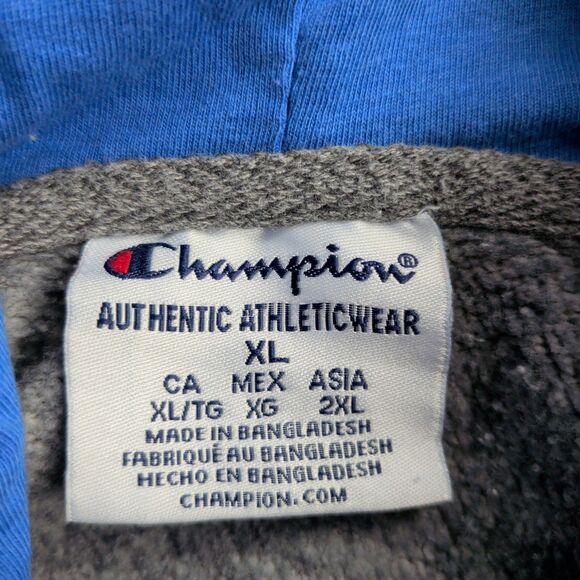 Champion®
AUTHENTIC ATHLETICWEAR
XL
CA MEX ASIA
XL/TG XG 2XL
MADE IN BANGLADESH
FABRIQUÉ AU BANGLADESH
HECHO EN BANGLADESH
CHAMPION.COM